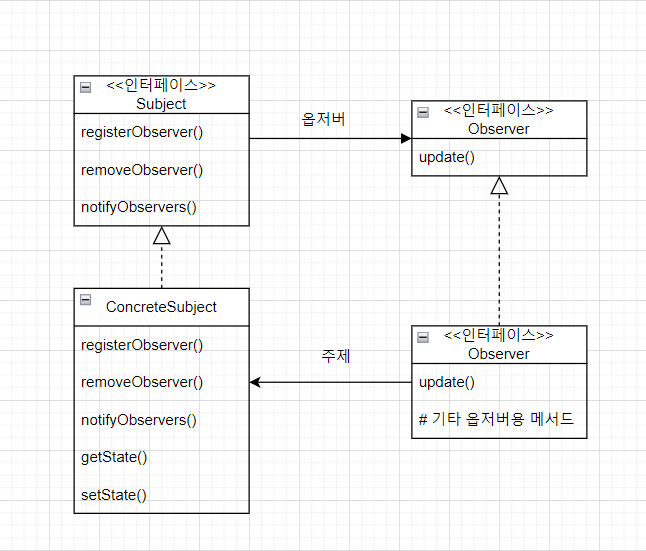 <<인터페이스>>
Subject
registerObserver()
removeObserver()
notifyObservers()
옵저버
<<인터페이스>>
Observer
update()
ConcreteSubject
registerObserver()
removeObserver()
notifyObservers()
getState()
setState()
주제
<<인터페이스>>
Observer
update()
# 기타 옵저버용 메서드